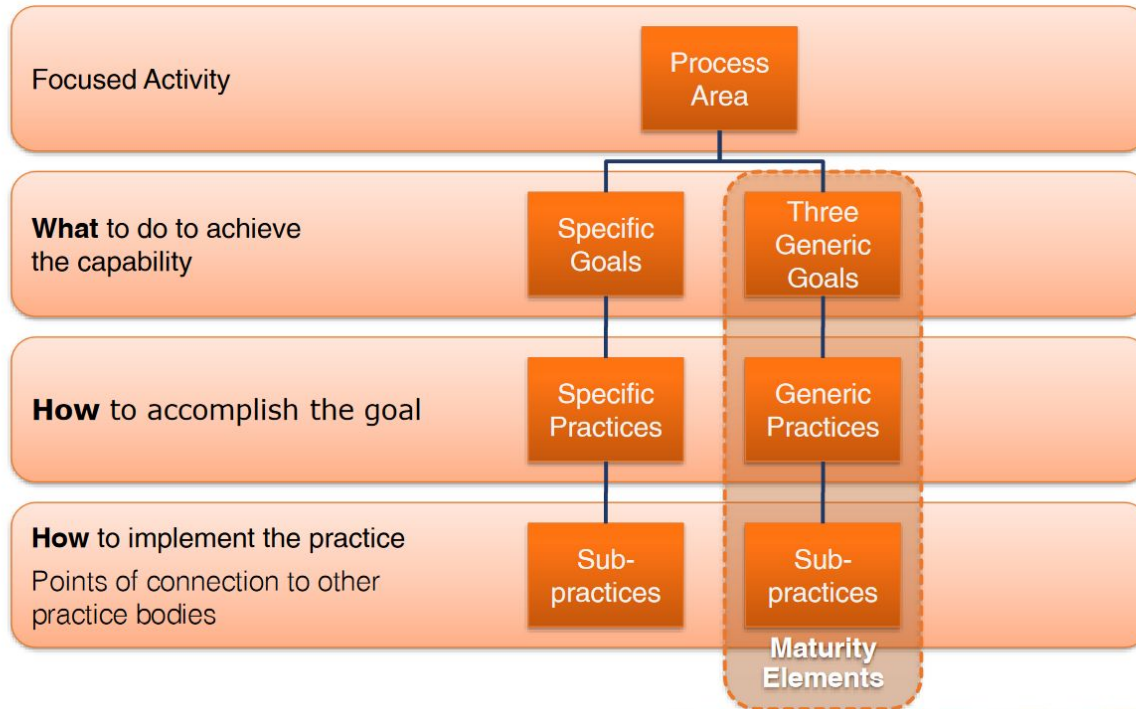 Focused Activity
Process
Area
What to do to achieve
the capability
Specific
Goals
Three
Generic
Goals
How to accomplish the goal
Specific
Practices
Generic
Practices
How to implement the practice
Points of connection to other
practice bodies
Sub-
practices
Sub-
practices
Maturity
Elements